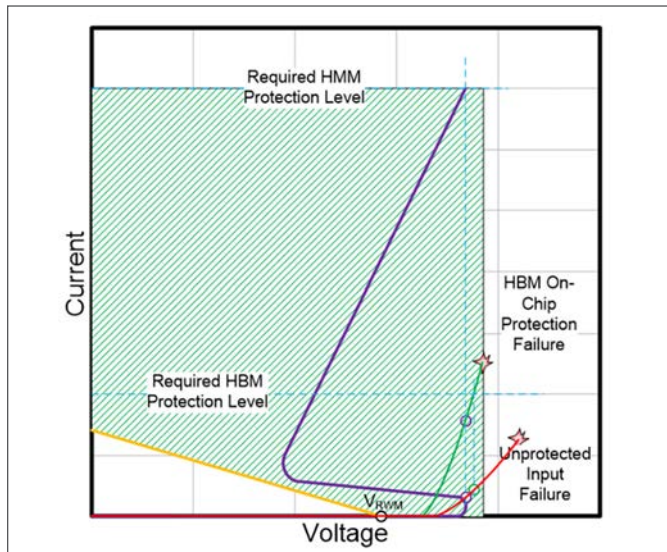 Required HMM
Protection Level
Current
HBM On-
Chip
Protection
Failure
Required HBM
Protection Level
Unprotected
Input
Failure
VRWM
Voltage